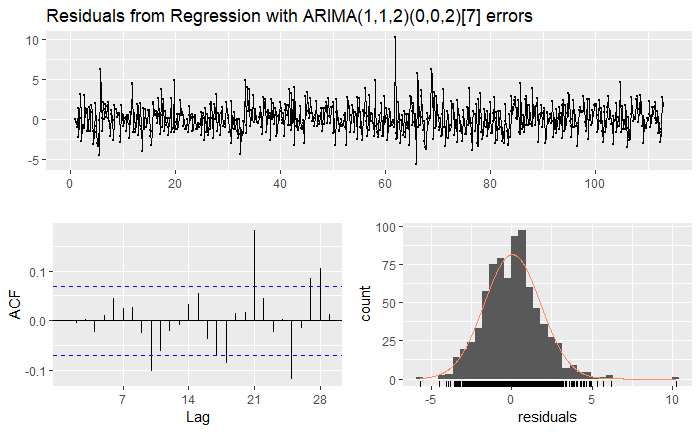 Residuals from Regression with ARIMA(1,1,2)(0,0,2)[7] errors
10
5
0
-5
0 20 40 60 80 100
ACF
0.1
0.0
-0.1
7 14 21 28
Lag
count
100
75
50
25
0
-5 0 5 10
residuals